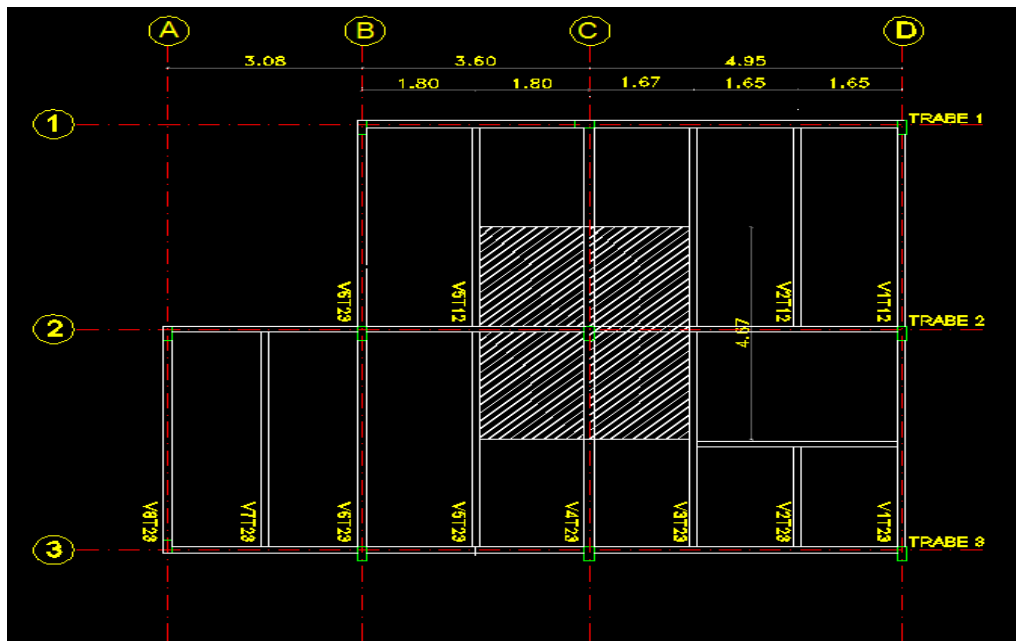 A B C D
3.08 3.60 4.95
1.80 1.80 1.67 1.65 1.65
1 TRABE 1
V6T23 V5T12 V2T12 V1T12
2 TRABE 2
4.67
V8T23 V7T23 V6T23 V5T23 V4T23 V3T23 V2T23 V1T23
3 TRABE 3